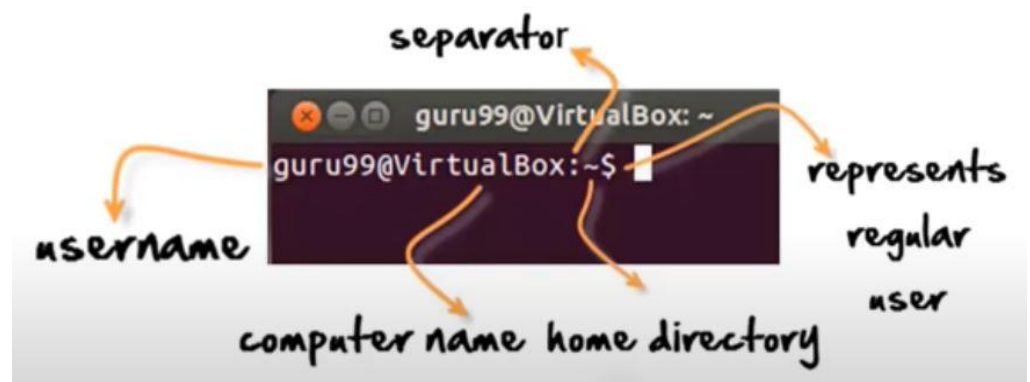 separator
guru99@VirtualBox: ~
guru99@VirtualBox:~$
username
represents
regular
user
computer name
home directory